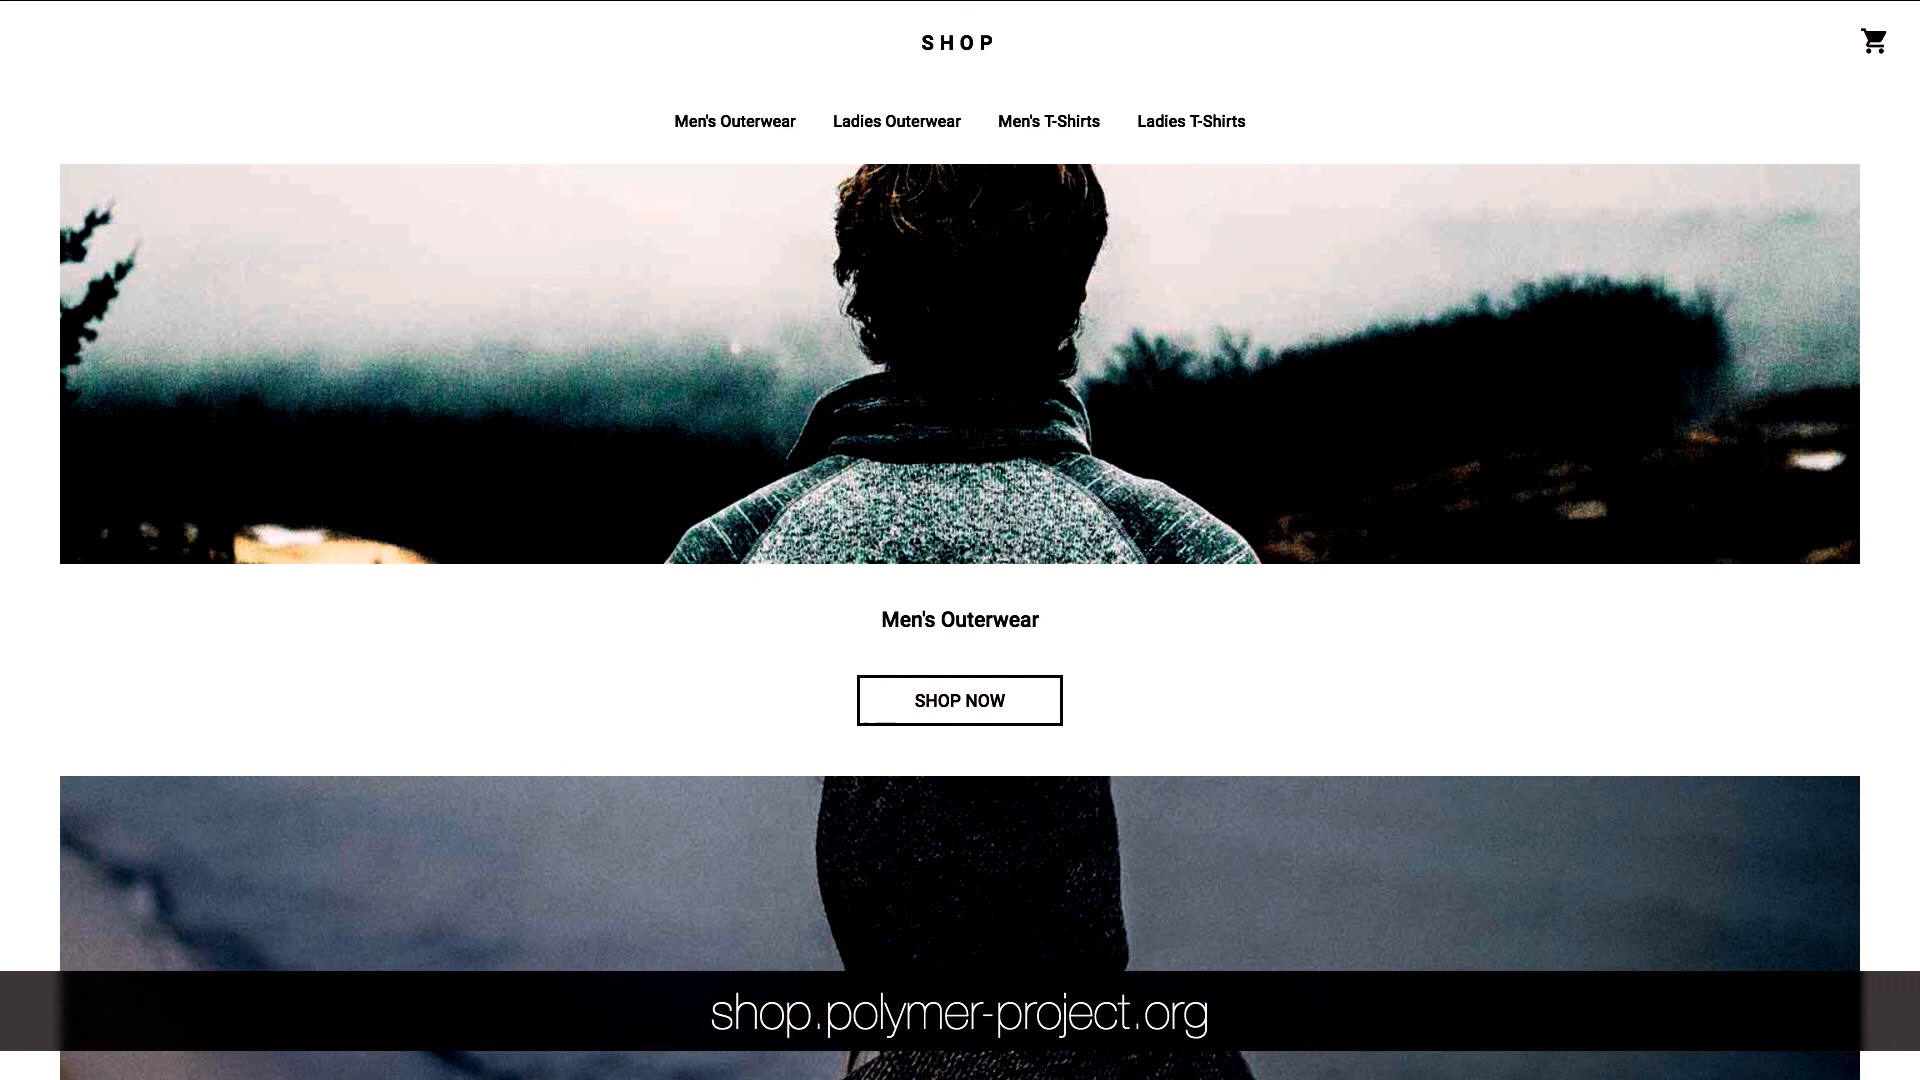 SHOP
Men's Outerwear Ladies Outerwear Men's T-Shirts Ladies T-Shirts
Men's Outerwear
SHOP NOW
shop.polymer-project.org